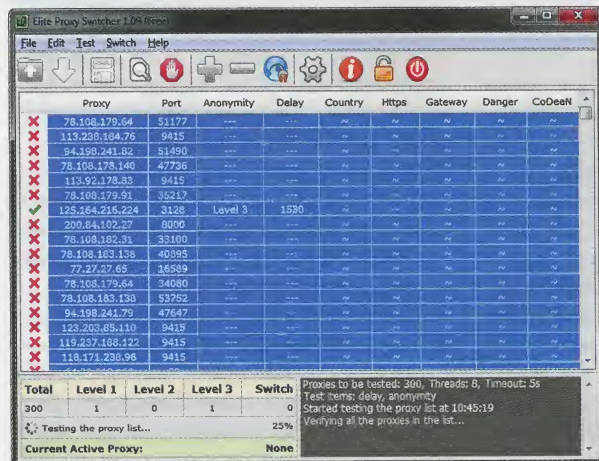 Elite Proxy Switcher 1.09 (Free)
File Edit Test Switch Help
Proxy Port Anonymity Delay Country Https Gateway Danger CoDeeN
78.108.179.64 51177 --- --- ~ ~ ~ ~ ~
113.238.184.76 9415 --- --- ~ ~ ~ ~ ~
94.198.241.82 51490 --- --- ~ ~ ~ ~ ~
78.108.178.140 47736 --- --- ~ ~ ~ ~ ~
113.92.178.83 9415 --- --- ~ ~ ~ ~ ~
78.108.179.91 35217 --- --- ~ ~ ~ ~ ~
125.164.216.224 3128 Level 3 1530 ~ ~ ~ ~
200.84.102.27 8000 --- --- ~ ~ ~ ~ ~
78.108.182.31 33100 --- --- ~ ~ ~ ~ ~
78.108.183.138 40895 --- --- ~ ~ ~ ~ ~
77.27.27.65 16589 --- --- ~ ~ ~ ~ ~
78.108.179.64 34080 --- --- ~ ~ ~ ~ ~
78.108.183.138 53752 --- --- ~ ~ ~ ~ ~
94.198.241.79 47647 --- --- ~ ~ ~ ~ ~
123.203.85.110 9415 --- --- ~ ~ ~ ~ ~
119.237.168.122 9415 --- --- ~ ~ ~ ~ ~
118.171.238.96 9415 --- --- ~ ~ ~ ~ ~
Total Level 1 Level 2 Level 3 Switch
300 1 0 1 0
Testing the proxy list... 25%
Current Active Proxy: None
Proxies to be tested: 300, Threads: 8, Timeout: 5s
Test items: delay, anonymity
Started testing the proxy list at 10:45:19
Verifying all the proxies in the list...